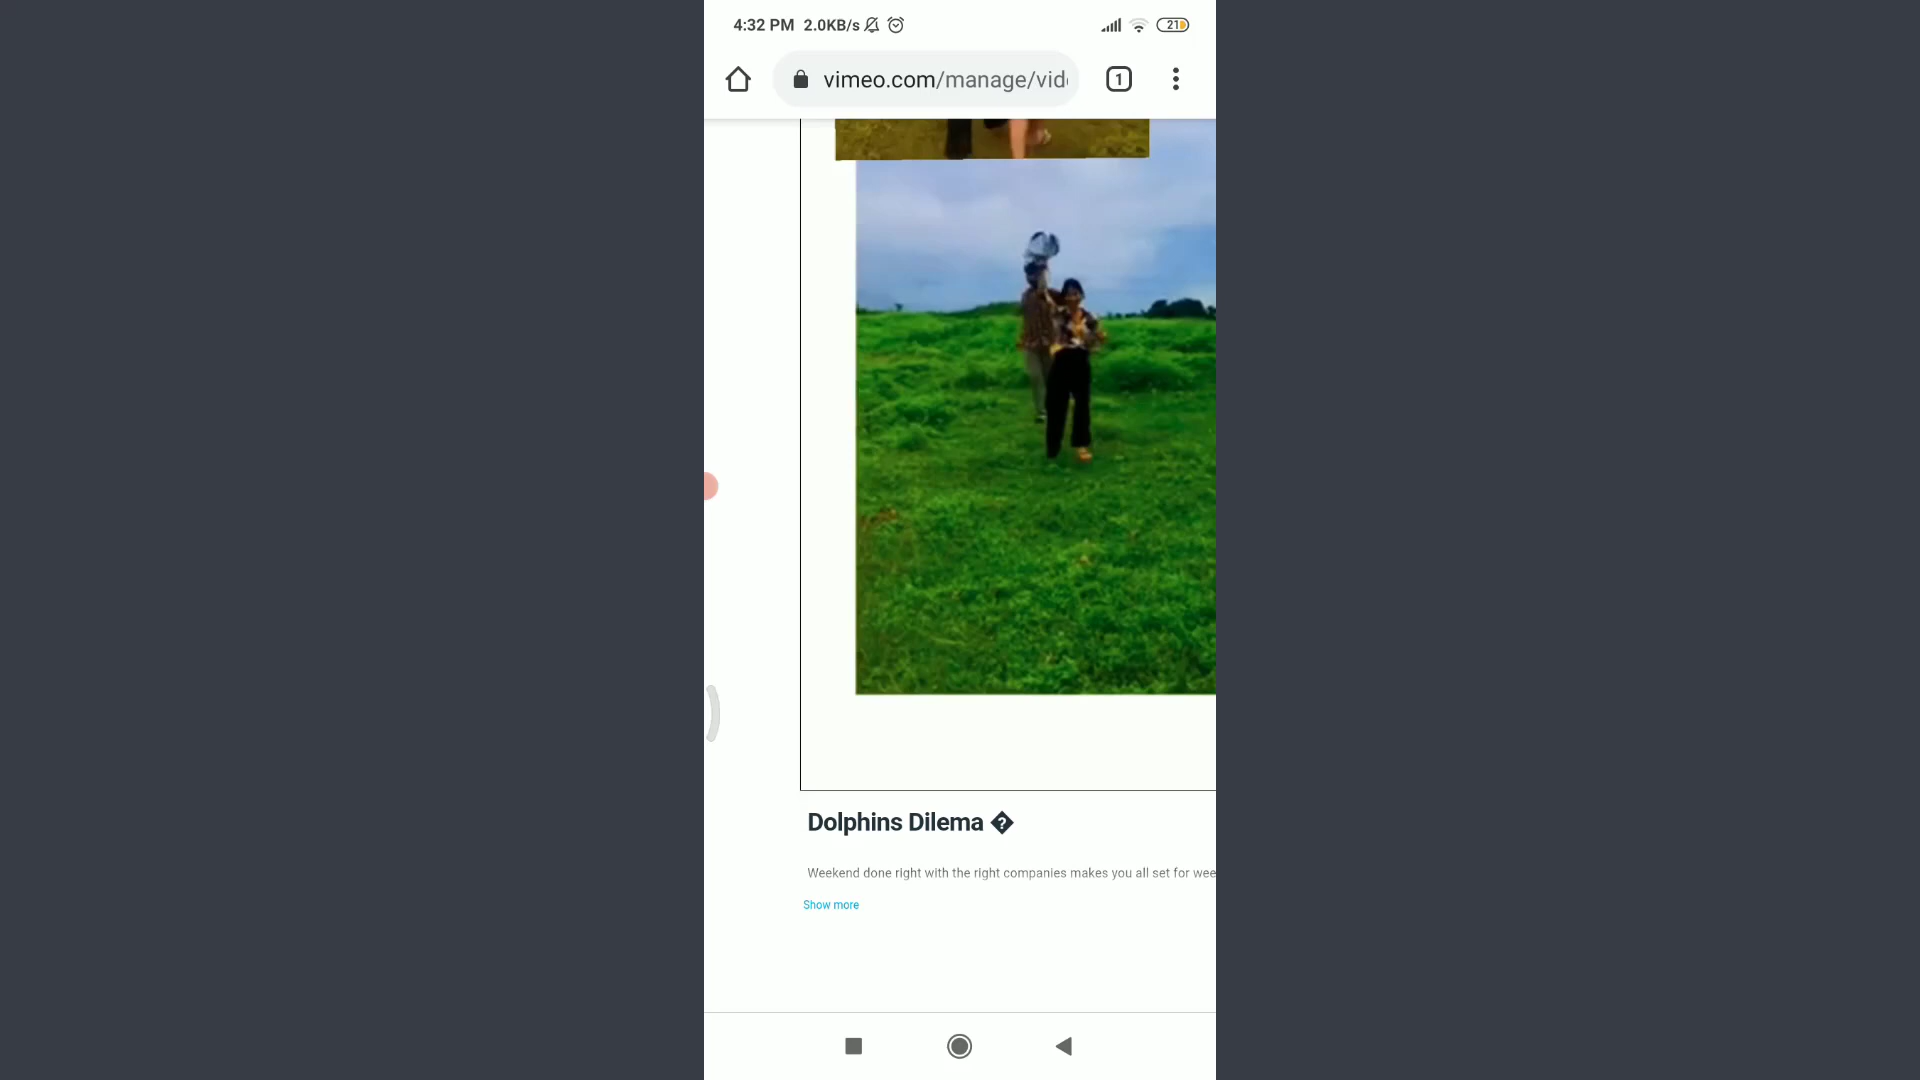 4:32 PM 2.0KB/s 21
vimeo.com/manage/vid
1
Dolphins Dilema �
Weekend done right with the right companies makes you all set for wee
Show more